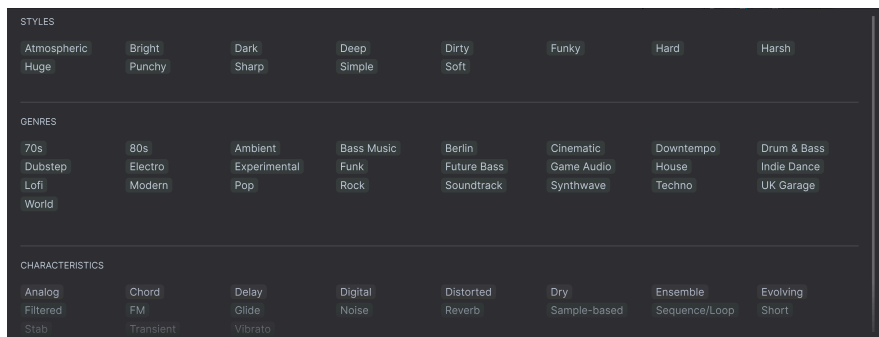 STYLES
Atmospheric Bright Dark Deep Dirty Funky Hard Harsh
Huge Punchy Sharp Simple Soft
GENRES
70s 80s Ambient Bass Music Berlin Cinematic Downtempo Drum & Bass
Dubstep Electro Experimental Funk Future Bass Game Audio House Indie Dance
Lofi Modern Pop Rock Soundtrack Synthwave Techno UK Garage
World
CHARACTERISTICS
Analog Chord Delay Digital Distorted Dry Ensemble Evolving
Filtered FM Glide Noise Reverb Sample-based Sequence/Loop Short
Stab Transient Vibrato